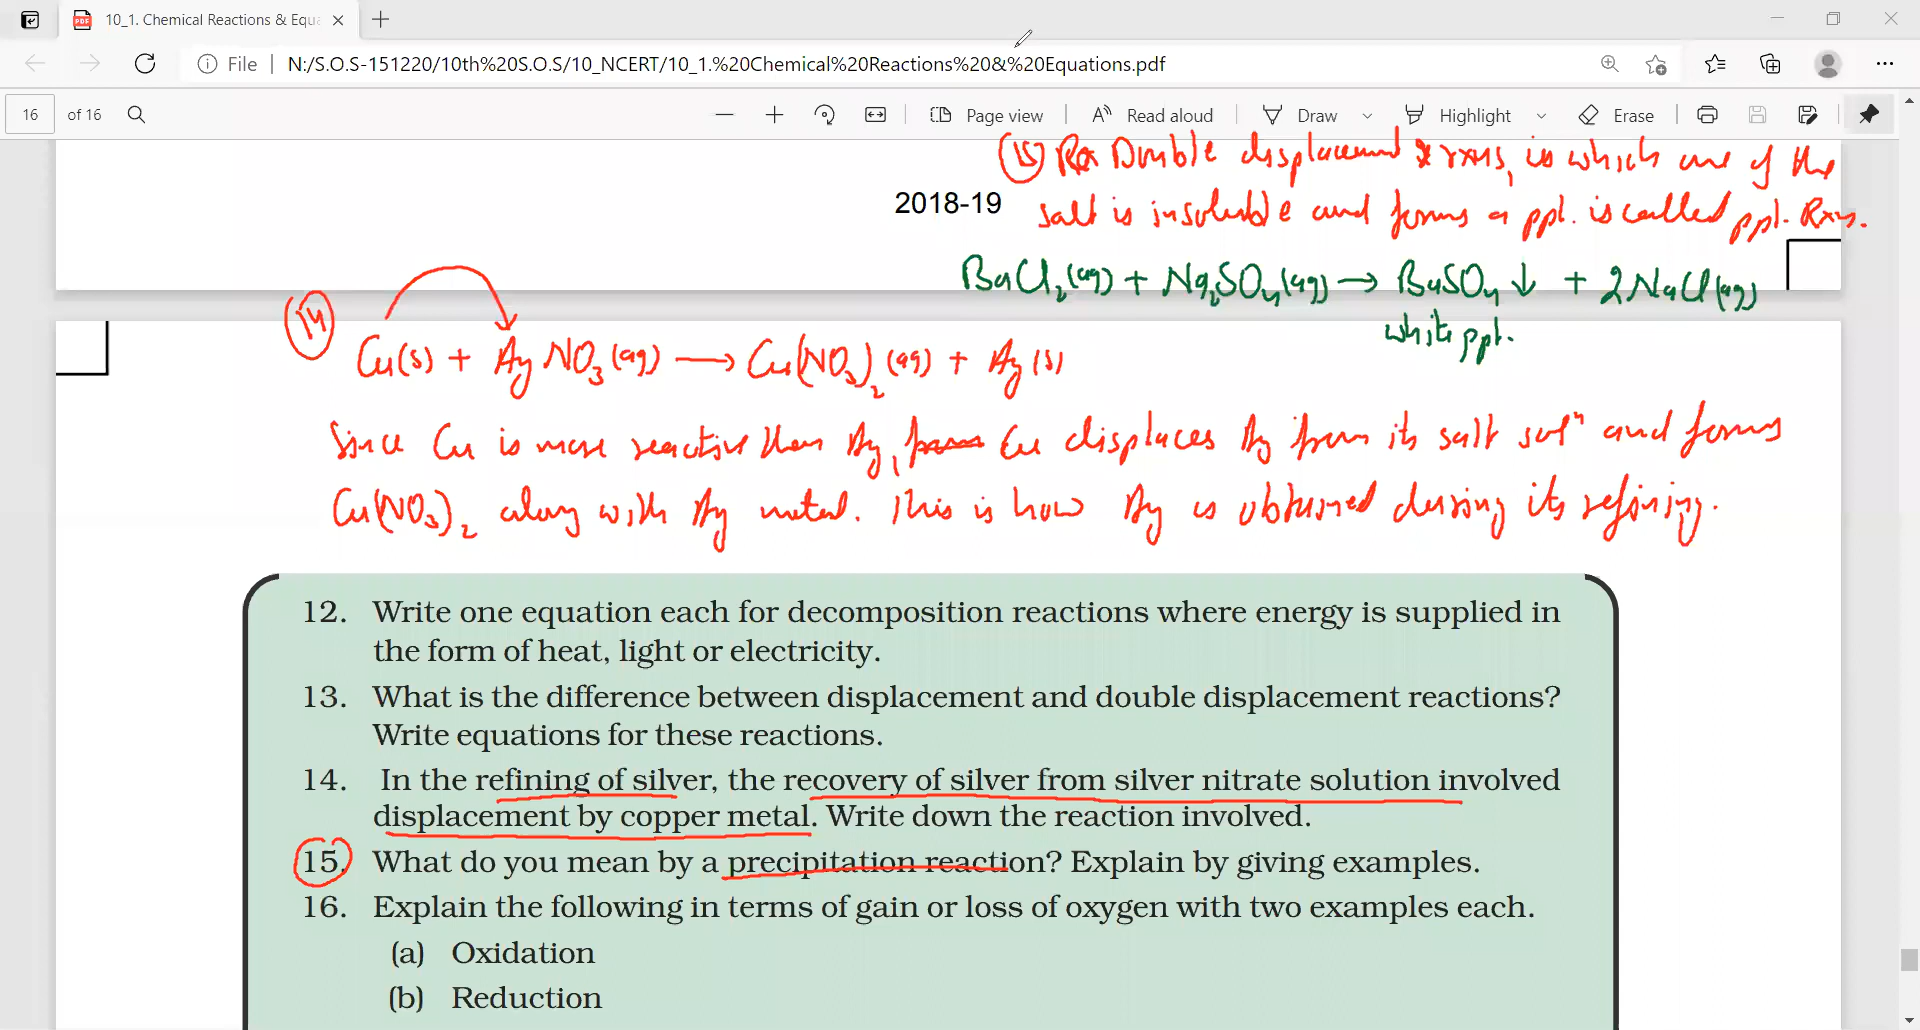 10_1. Chemical Reactions & Equa
File N:/S.O.S-151220/10th%20S.O.S/10_NCERT/10_1.%20Chemical%20Reactions%20&%20Equations.pdf
16 of 16 Page view Read aloud Draw Highlight Erase
(15) Double displacement rxns, is which one of the
2018-19
salt is insoluble and forms a ppt. is called ppt. Rxn.
BaCl₂(aq) + Na₂SO₄(aq) → BaSO₄↓ + 2NaCl(aq)
white ppt.
(14)
Cu(s) + AgNO₃(aq) → Cu(NO₃)₂(aq) + Ag(s)
Since Cu is more reactive than Ag, Cu displaces Ag from its salt solⁿ and forms
Cu(NO₃)₂ along with Ag metal. This is how Ag is obtained during its refining.
12. Write one equation each for decomposition reactions where energy is supplied in
the form of heat, light or electricity.
13. What is the difference between displacement and double displacement reactions?
Write equations for these reactions.
14. In the refining of silver, the recovery of silver from silver nitrate solution involved
displacement by copper metal. Write down the reaction involved.
15. What do you mean by a precipitation reaction? Explain by giving examples.
16. Explain the following in terms of gain or loss of oxygen with two examples each.
(a) Oxidation
(b) Reduction